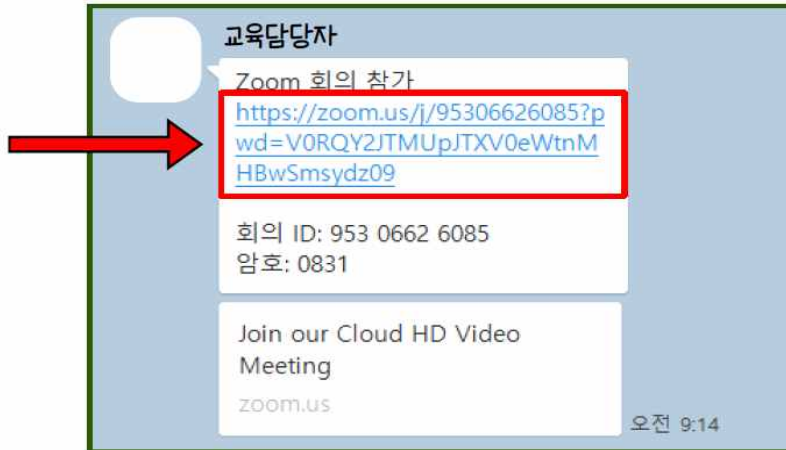 교육담당자
Zoom 회의 참가
https://zoom.us/j/95306626085?p
wd=V0RQY2JTMUpJTXV0eWtnM
HBwSmsydz09
회의 ID: 953 0662 6085
암호: 0831
Join our Cloud HD Video
Meeting
zoom.us
오전 9:14